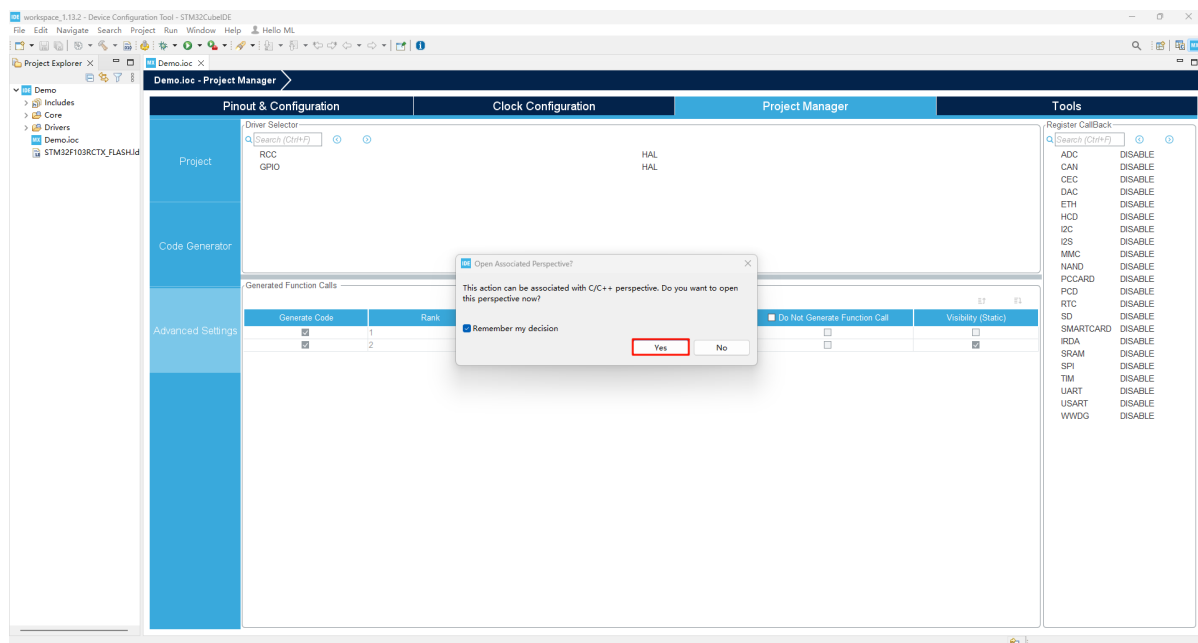 workspace_1.13.2 - Device Configuration Tool - STM32CubeIDE
File Edit Navigate Search Project Run Window Help Hello ML
Project Explorer
Demo.ioc
Demo.ioc - Project Manager
Demo
Includes
Core
Drivers
Demo.ioc
STM32F103RCTX_FLASH.ld
Pinout & Configuration
Clock Configuration
Project Manager
Tools
Project
Code Generator
Advanced Settings
Driver Selector
Search (Ctrl+F)
RCC HAL
GPIO HAL
Open Associated Perspective?
This action can be associated with C/C++ perspective. Do you want to open
this perspective now?
Remember my decision
Yes No
Generated Function Calls
Generate Code Rank Do Not Generate Function Call Visibility (Static)
1
2
Register CallBack
Search (Ctrl+F)
ADC DISABLE
CAN DISABLE
CEC DISABLE
DAC DISABLE
ETH DISABLE
HCD DISABLE
I2C DISABLE
I2S DISABLE
MMC DISABLE
NAND DISABLE
PCCARD DISABLE
PCD DISABLE
RTC DISABLE
SD DISABLE
SMARTCARD DISABLE
IRDA DISABLE
SRAM DISABLE
SPI DISABLE
TIM DISABLE
UART DISABLE
USART DISABLE
WWDG DISABLE